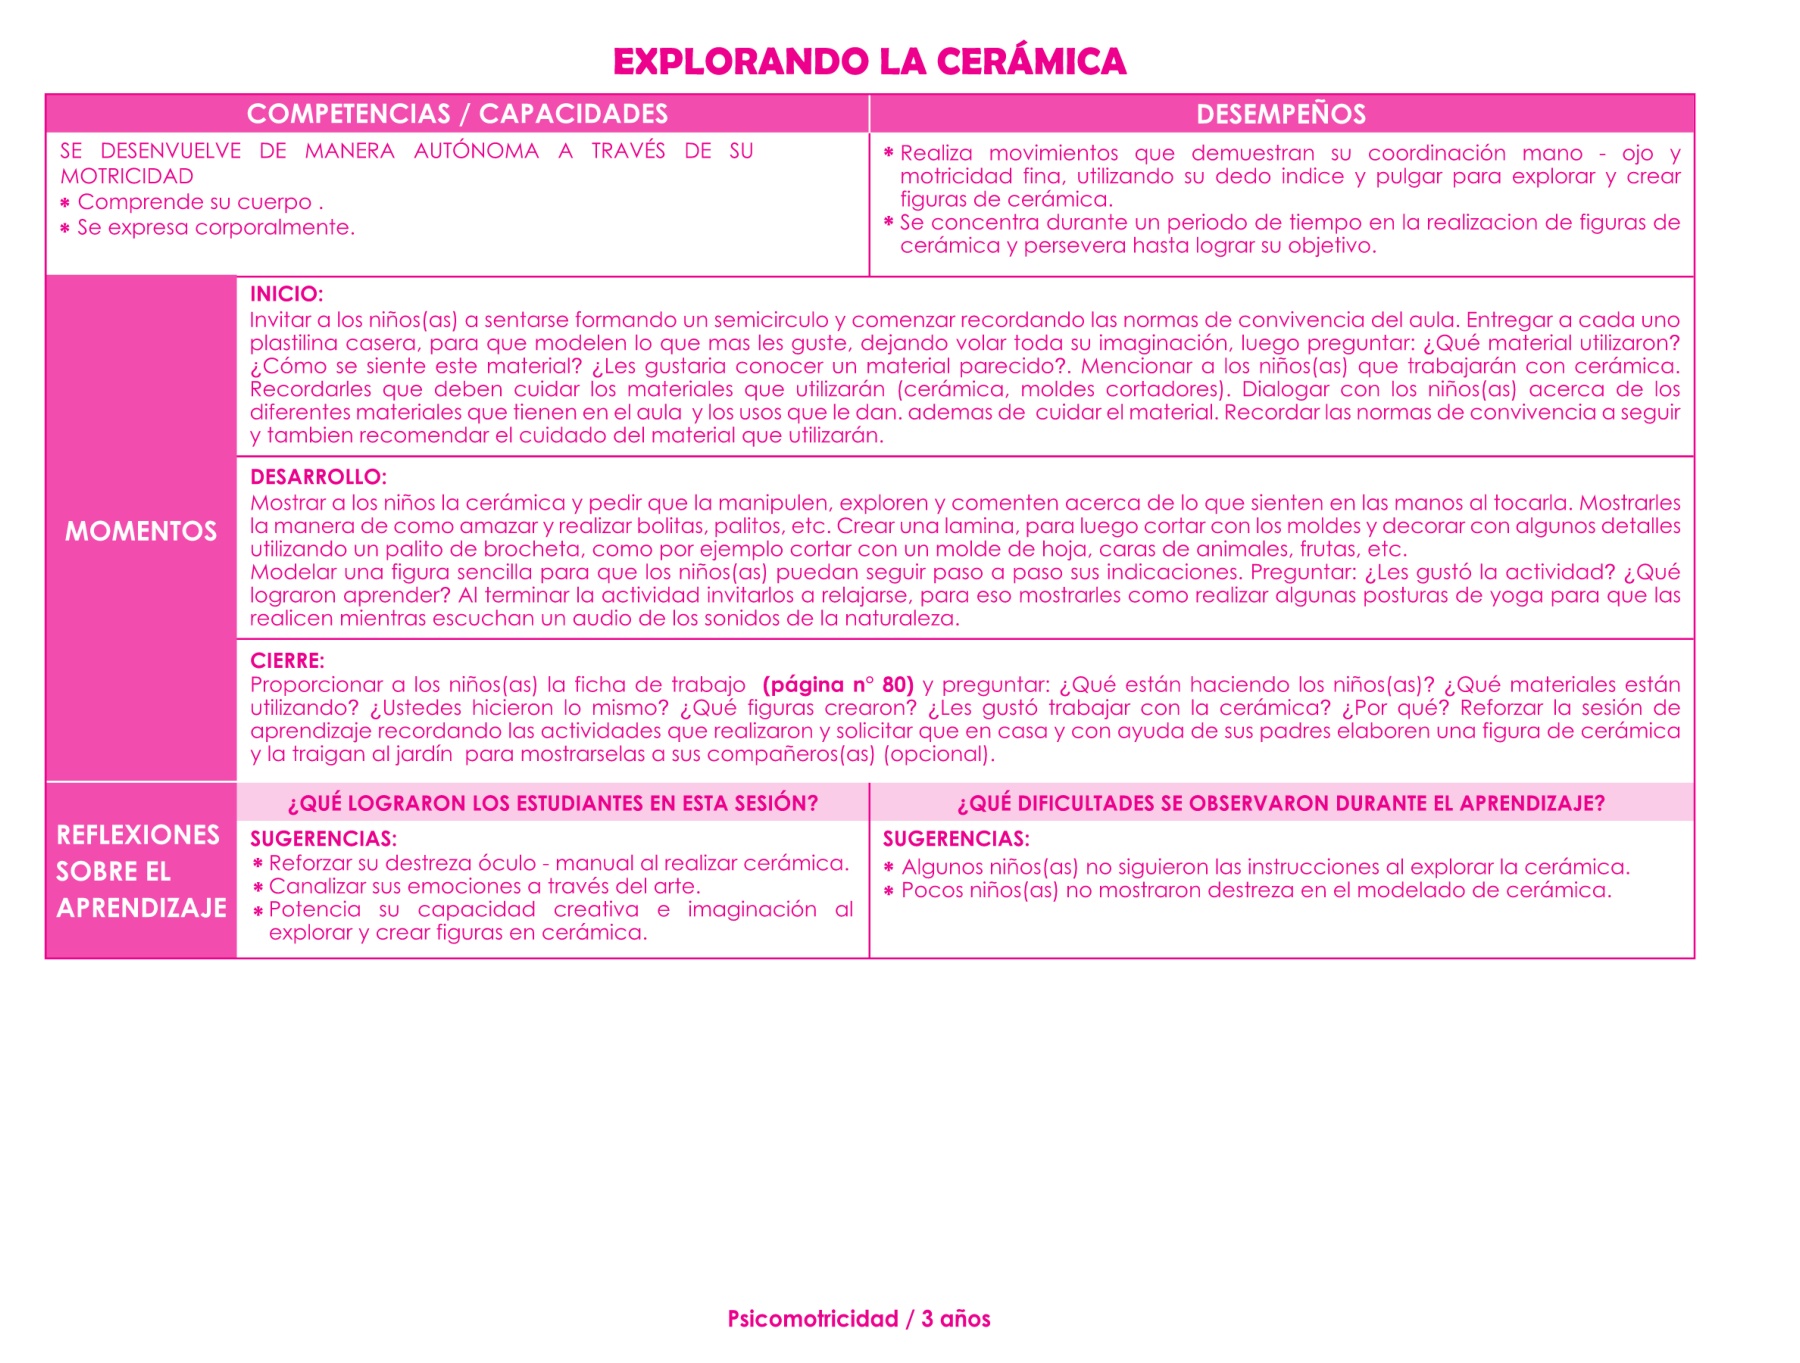 EXPLORANDO LA CERÁMICA
COMPETENCIAS / CAPACIDADES
DESEMPEÑOS
SE DESENVUELVE DE MANERA AUTÓNOMA A TRAVÉS DE SU
MOTRICIDAD
* Comprende su cuerpo .
* Se expresa corporalmente.
* Realiza movimientos que demuestran su coordinación mano - ojo y
motricidad fina, utilizando su dedo indice y pulgar para explorar y crear
figuras de cerámica.
* Se concentra durante un periodo de tiempo en la realizacion de figuras de
cerámica y persevera hasta lograr su objetivo.
MOMENTOS
INICIO:
Invitar a los niños(as) a sentarse formando un semicirculo y comenzar recordando las normas de convivencia del aula. Entregar a cada uno
plastilina casera, para que modelen lo que mas les guste, dejando volar toda su imaginación, luego preguntar: ¿Qué material utilizaron?
¿Cómo se siente este material? ¿Les gustaria conocer un material parecido?. Mencionar a los niños(as) que trabajarán con cerámica.
Recordarles que deben cuidar los materiales que utilizarán (cerámica, moldes cortadores). Dialogar con los niños(as) acerca de los
diferentes materiales que tienen en el aula y los usos que le dan. ademas de cuidar el material. Recordar las normas de convivencia a seguir
y tambien recomendar el cuidado del material que utilizarán.
DESARROLLO:
Mostrar a los niños la cerámica y pedir que la manipulen, exploren y comenten acerca de lo que sienten en las manos al tocarla. Mostrarles
la manera de como amazar y realizar bolitas, palitos, etc. Crear una lamina, para luego cortar con los moldes y decorar con algunos detalles
utilizando un palito de brocheta, como por ejemplo cortar con un molde de hoja, caras de animales, frutas, etc.
Modelar una figura sencilla para que los niños(as) puedan seguir paso a paso sus indicaciones. Preguntar: ¿Les gustó la actividad? ¿Qué
lograron aprender? Al terminar la actividad invitarlos a relajarse, para eso mostrarles como realizar algunas posturas de yoga para que las
realicen mientras escuchan un audio de los sonidos de la naturaleza.
CIERRE:
Proporcionar a los niños(as) la ficha de trabajo (página n° 80) y preguntar: ¿Qué están haciendo los niños(as)? ¿Qué materiales están
utilizando? ¿Ustedes hicieron lo mismo? ¿Qué figuras crearon? ¿Les gustó trabajar con la cerámica? ¿Por qué? Reforzar la sesión de
aprendizaje recordando las actividades que realizaron y solicitar que en casa y con ayuda de sus padres elaboren una figura de cerámica
y la traigan al jardín para mostrarselas a sus compañeros(as) (opcional).
REFLEXIONES
SOBRE EL
APRENDIZAJE
¿QUÉ LOGRARON LOS ESTUDIANTES EN ESTA SESIÓN?
SUGERENCIAS:
* Reforzar su destreza óculo - manual al realizar cerámica.
* Canalizar sus emociones a través del arte.
* Potencia su capacidad creativa e imaginación al
explorar y crear figuras en cerámica.
¿QUÉ DIFICULTADES SE OBSERVARON DURANTE EL APRENDIZAJE?
SUGERENCIAS:
* Algunos niños(as) no siguieron las instrucciones al explorar la cerámica.
* Pocos niños(as) no mostraron destreza en el modelado de cerámica.
Psicomotricidad / 3 años